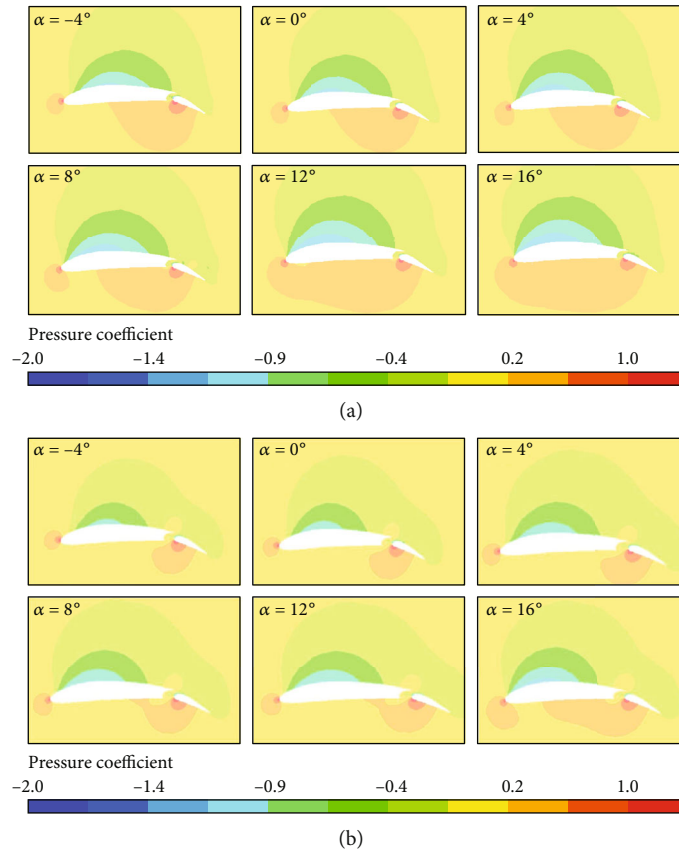 α = –4° α = 0° α = 4°
α = 8° α = 12° α = 16°
Pressure coefficient
–2.0 –1.4 –0.9 –0.4 0.2 1.0
(a)
α = –4° α = 0° α = 4°
α = 8° α = 12° α = 16°
Pressure coefficient
–2.0 –1.4 –0.9 –0.4 0.2 1.0
(b)